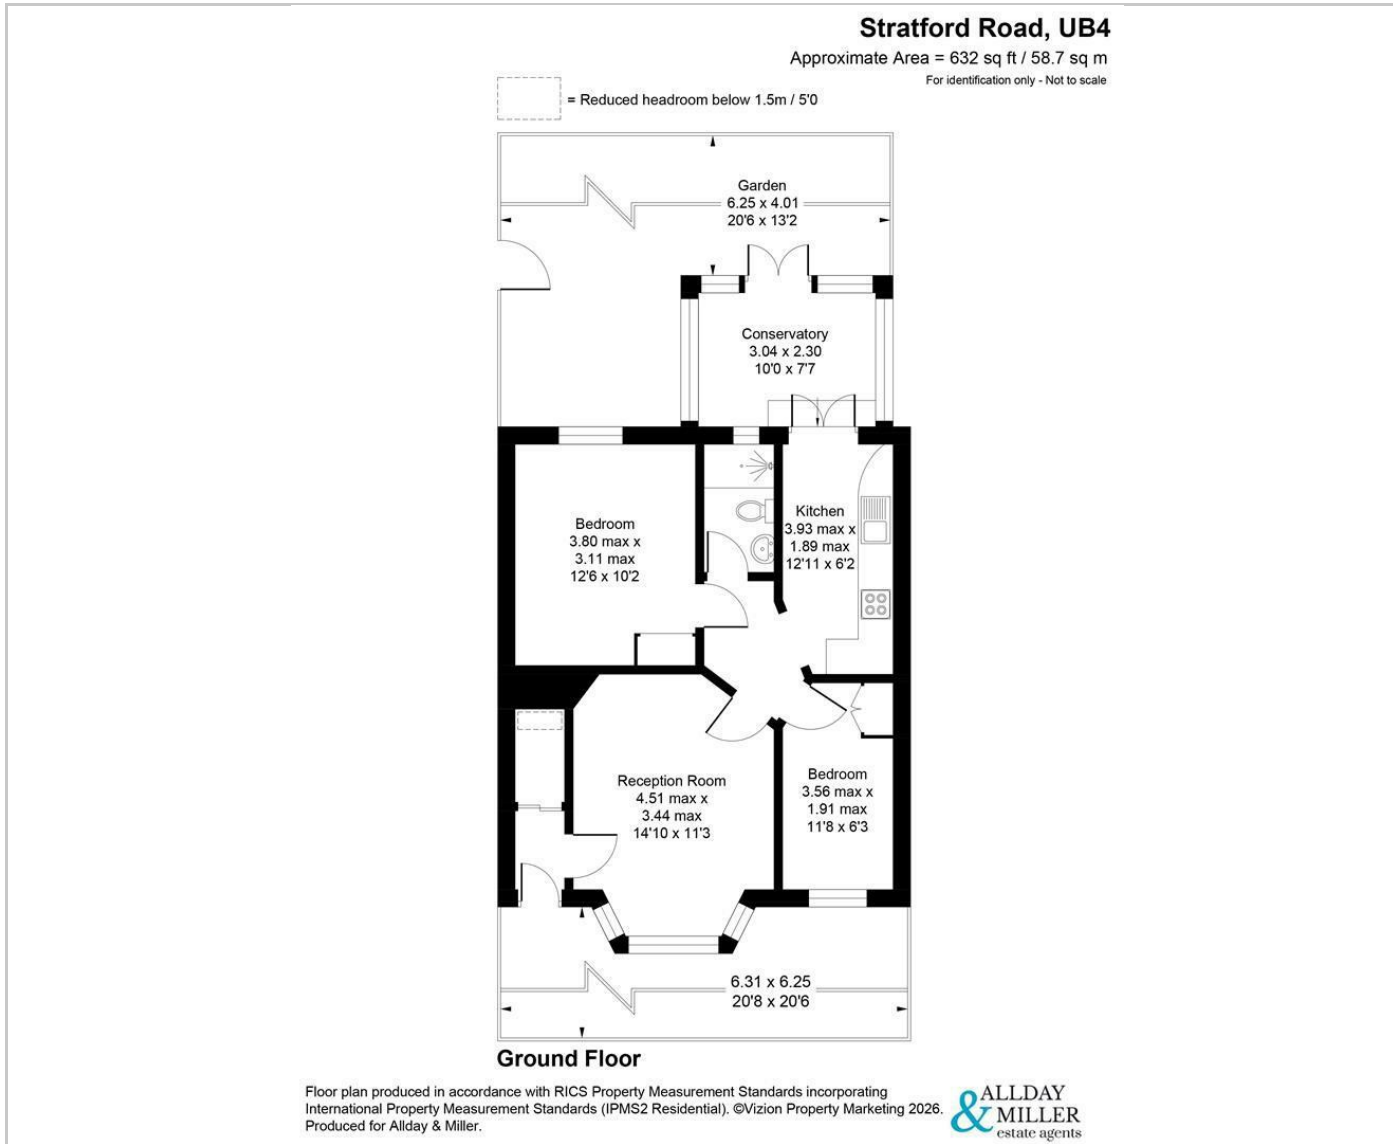 Stratford Road, UB4
Approximate Area = 632 sq ft / 58.7 sq m
For identification only - Not to scale
= Reduced headroom below 1.5m / 5'0
Garden
6.25 x 4.01
20'6 x 13'2
Conservatory
3.04 x 2.30
10'0 x 7'7
Bedroom
3.80 max x
3.11 max
12'6 x 10'2
Kitchen
3.93 max x
1.89 max
12'11 x 6'2
Reception Room
4.51 max x
3.44 max
14'10 x 11'3
Bedroom
3.56 max x
1.91 max
11'8 x 6'3
6.31 x 6.25
20'8 x 20'6
Ground Floor
Floor plan produced in accordance with RICS Property Measurement Standards incorporating
International Property Measurement Standards (IPMS2 Residential). ©Vizion Property Marketing 2026.
Produced for Allday & Miller.
ALLDAY
& MILLER
estate agents